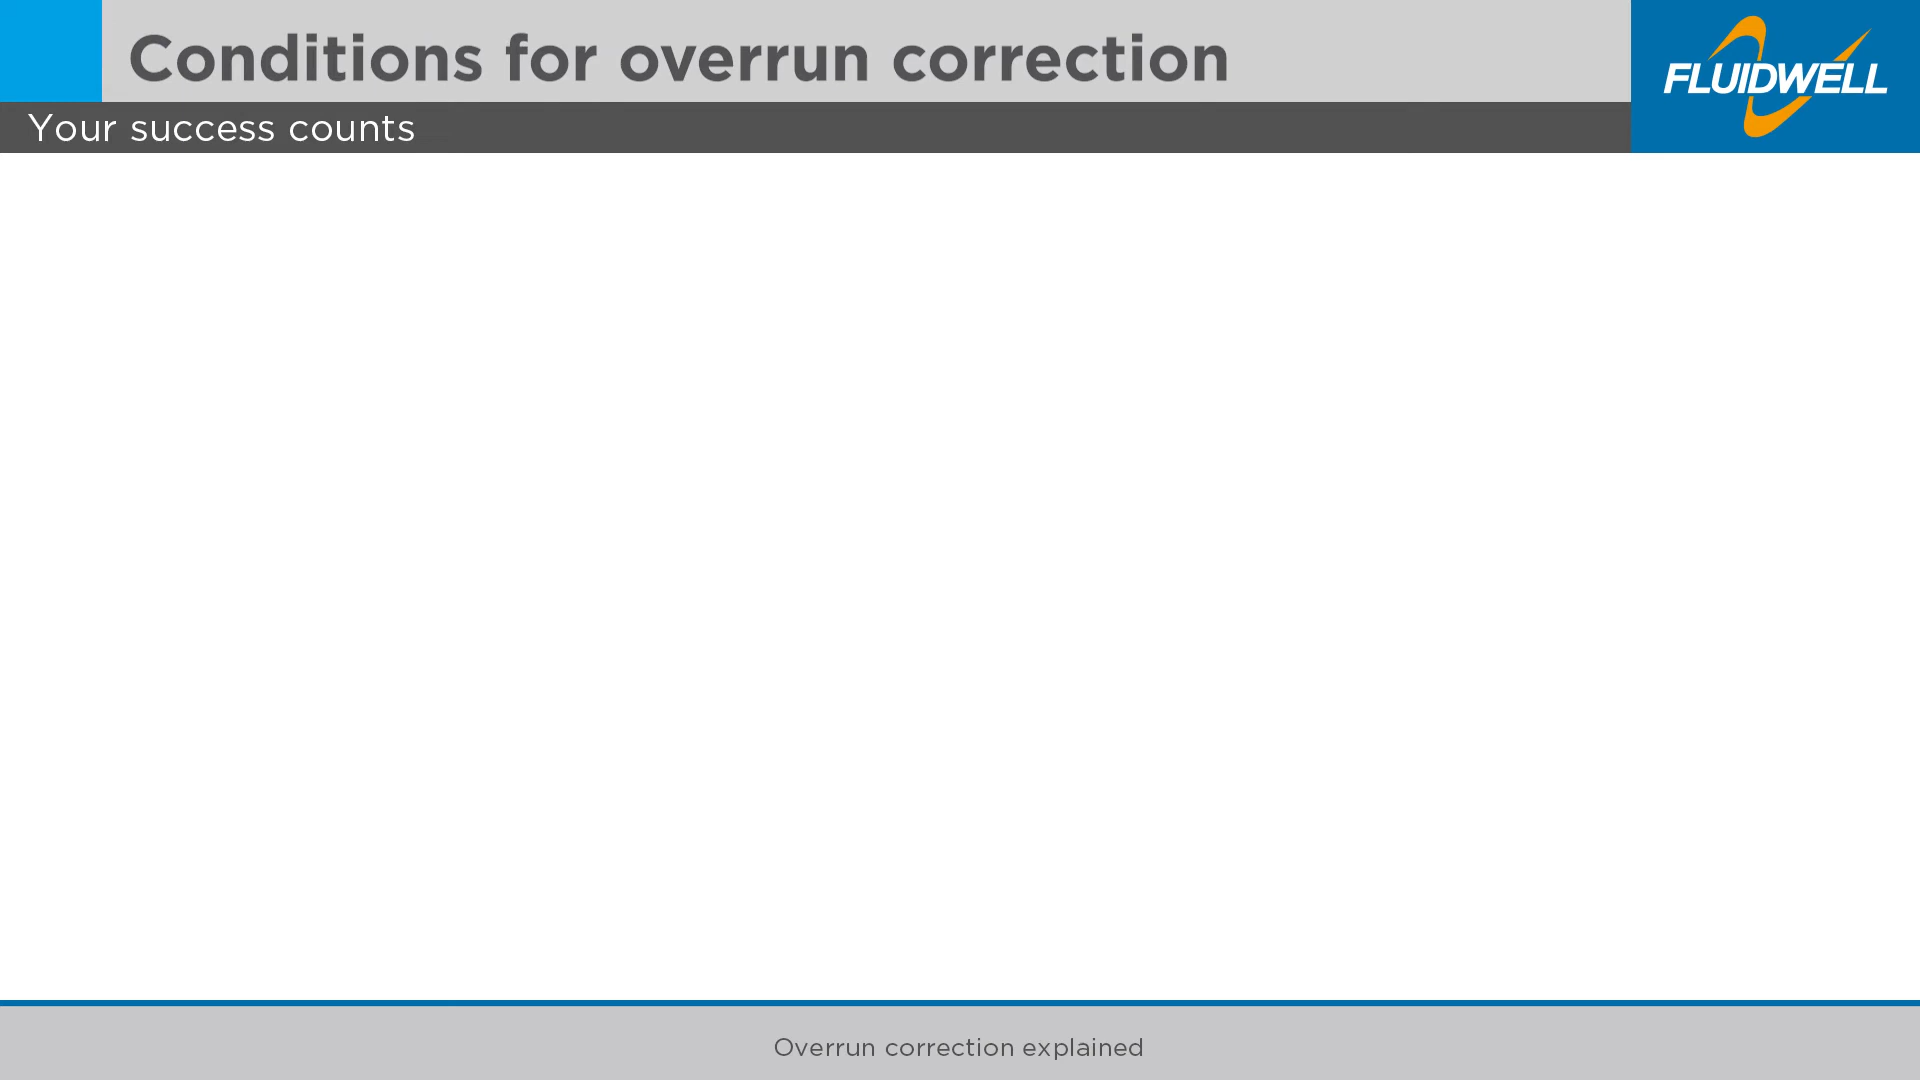 Conditions for overrun correction
FLUIDWELL
Your success counts
Overrun correction explained